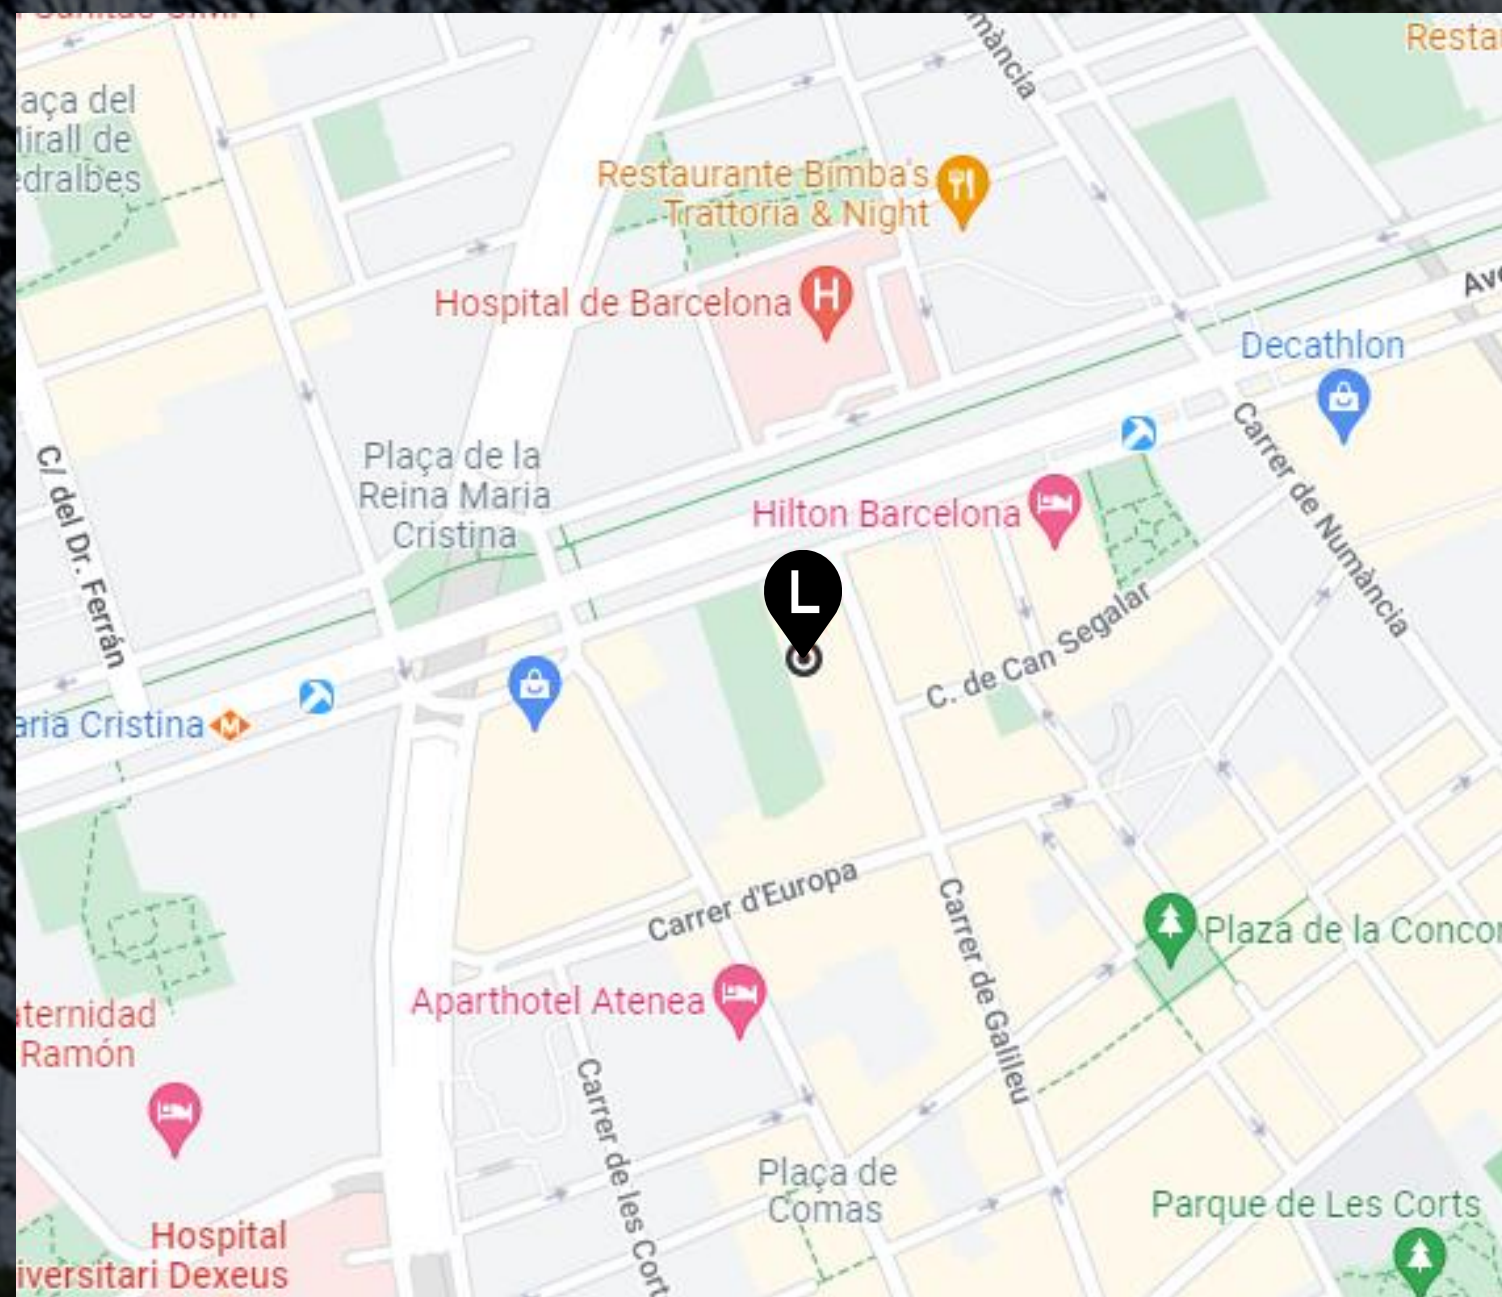 mància
aça del
irall de
edralbes
Restaurante Bimba's
Trattoria & Night
H
Hospital de Barcelona
Decathlon
C/ del Dr. Ferrán
Plaça de la
Reina Maria
Cristina
Carrer de Numància
Hilton Barcelona
L
C. de Can Segalar
aria Cristina
M
Carrer d'Europa
Carrer de Galileu
Plaza de la Concor
Aparthotel Atenea
aternidad
Ramón
Carrer de les Cort
Plaça de
Comas
Parque de Les Corts
Hospital
iversitari Dexeus